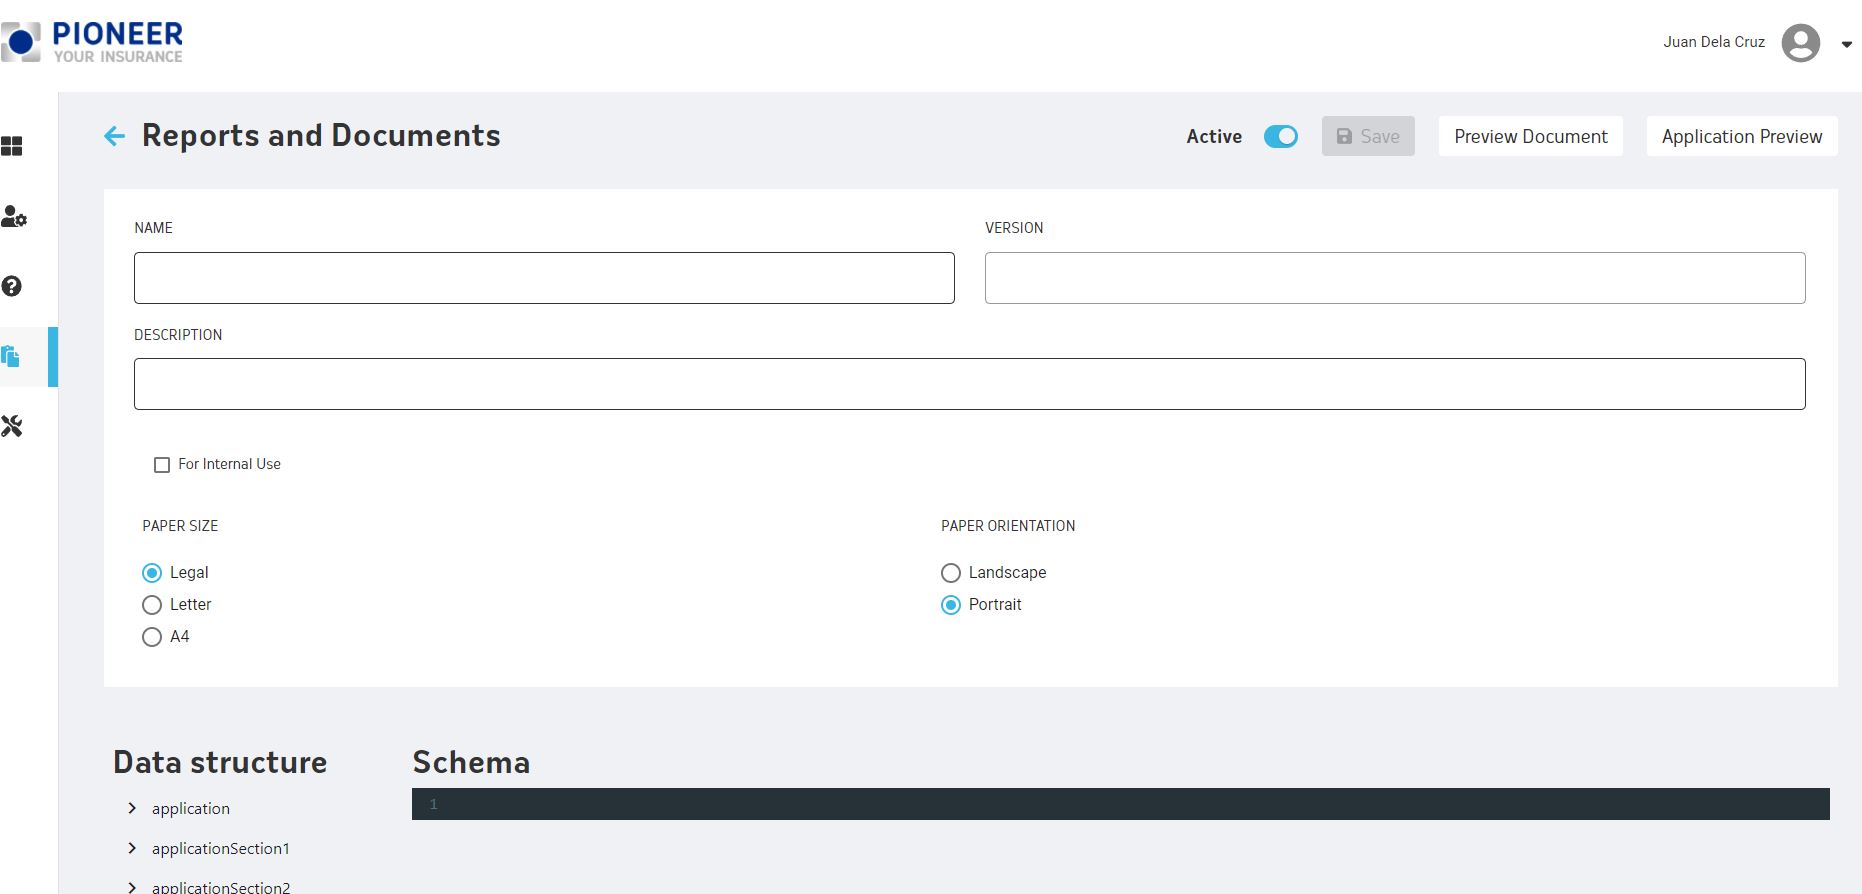 PIONEER
YOUR INSURANCE
Juan Dela Cruz
Reports and Documents
Active
Save
Preview Document
Application Preview
NAME
VERSION
DESCRIPTION
For Internal Use
PAPER SIZE
PAPER ORIENTATION
Legal
Landscape
Letter
Portrait
A4
Data structure
Schema
application
1
applicationSection1
applicationSection2